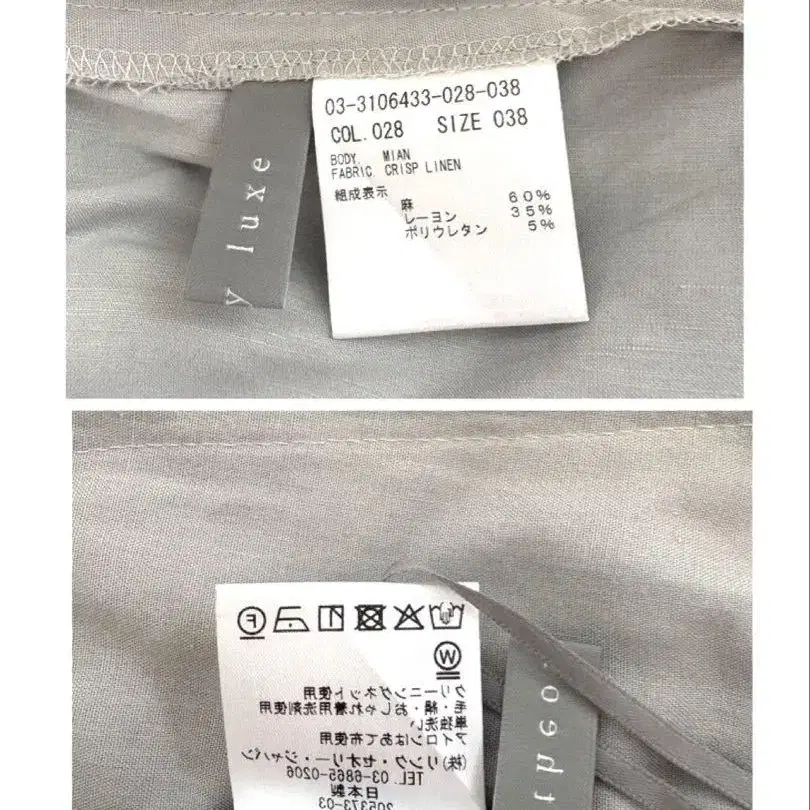 03-3106433-028-038
COL.028 SIZE 038
BODY. MIAN
FABRIC. CRISP LINEN
組成表示
麻 60%
レーヨン 35%
ポリウレタン 5%
y luxe
W
F
クリーニングネット使用
毛・絹・おしゃれ着用洗剤使用
単独洗い
アイロンはあて布使用
(株)リンク・セオリー・ジャパン
TEL.03-6865-0206
日本製
205373-03
theo